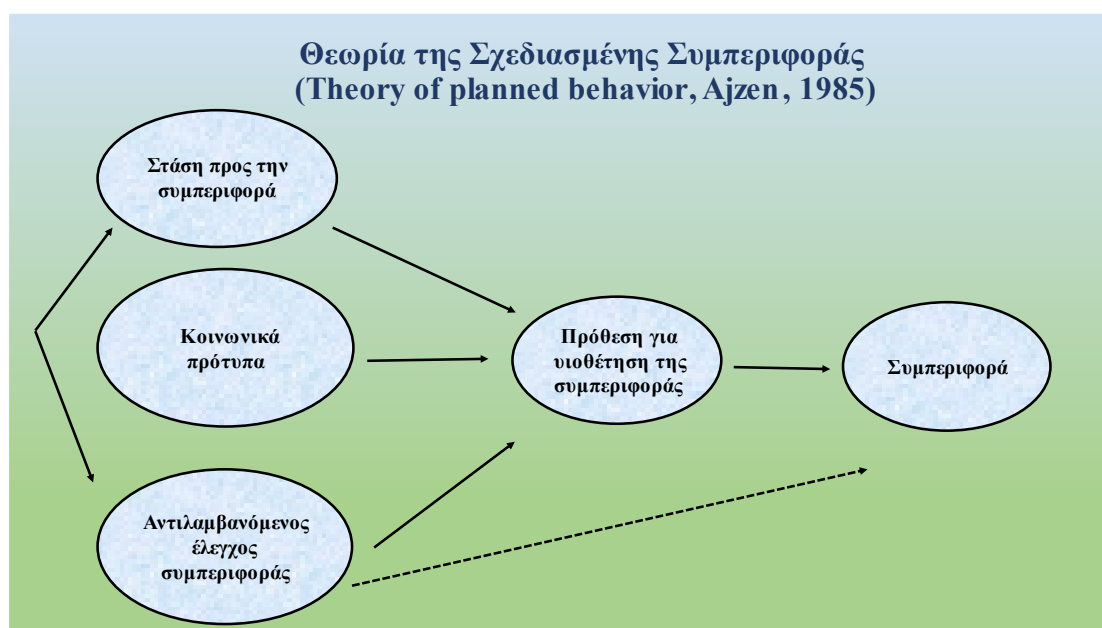 Θεωρία της Σχεδιασμένης Συμπεριφοράς
(Theory of planned behavior, Ajzen, 1985)
Στάση προς την
συμπεριφορά
Κοινωνικά
πρότυπα
Αντιλαμβανόμενος
έλεγχος
συμπεριφοράς
Πρόθεση για
υιοθέτηση της
συμπεριφοράς
Συμπεριφορά